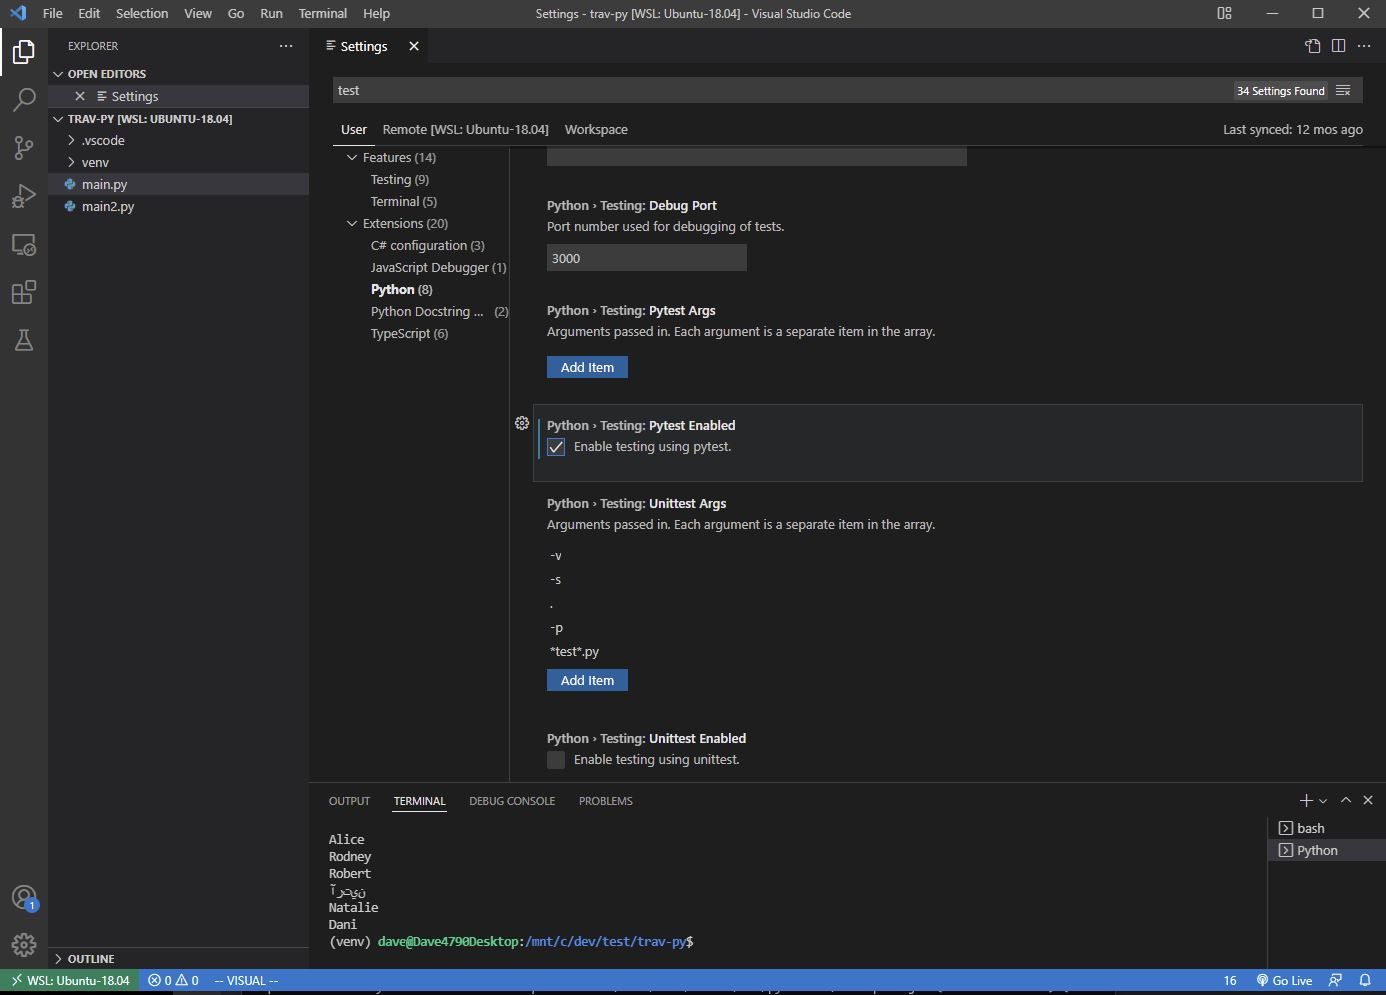 File Edit Selection View Go Run Terminal Help
Settings - trav-py [WSL: Ubuntu-18.04] - Visual Studio Code
EXPLORER
OPEN EDITORS
Settings
TRAV-PY [WSL: UBUNTU-18.04]
.vscode
venv
main.py
main2.py
OUTLINE
Settings
test
34 Settings Found
User Remote [WSL: Ubuntu-18.04] Workspace
Last synced: 12 mos ago
Features (14)
Testing (9)
Terminal (5)
Extensions (20)
C# configuration (3)
JavaScript Debugger (1)
Python (8)
Python Docstring ... (2)
TypeScript (6)
Python › Testing: Debug Port
Port number used for debugging of tests.
3000
Python › Testing: Pytest Args
Arguments passed in. Each argument is a separate item in the array.
Add Item
Python › Testing: Pytest Enabled
Enable testing using pytest.
Python › Testing: Unittest Args
Arguments passed in. Each argument is a separate item in the array.
-v
-s
.
-p
*test*.py
Add Item
Python › Testing: Unittest Enabled
Enable testing using unittest.
OUTPUT TERMINAL DEBUG CONSOLE PROBLEMS
Alice
Rodney
Robert
آرتین
Natalie
Dani
(venv) dave@Dave4790Desktop:/mnt/c/dev/test/trav-py$
bash
Python
1
WSL: Ubuntu-18.04 0 0 -- VISUAL --
16 Go Live